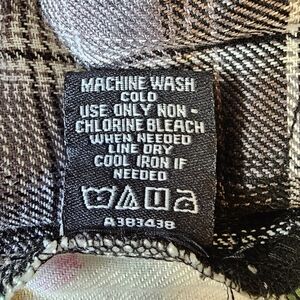 MACHINE WASH
COLD
USE ONLY NON -
CHLORINE BLEACH
WHEN NEEDED
LINE DRY
COOL IRON IF
NEEDED
A383438